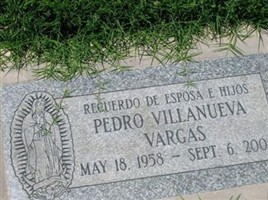 RECUERDO DE ESPOSA E HIJOS
PEDRO VILLANUEVA
VARGAS
MAY 18, 1958 - SEPT. 6, 200